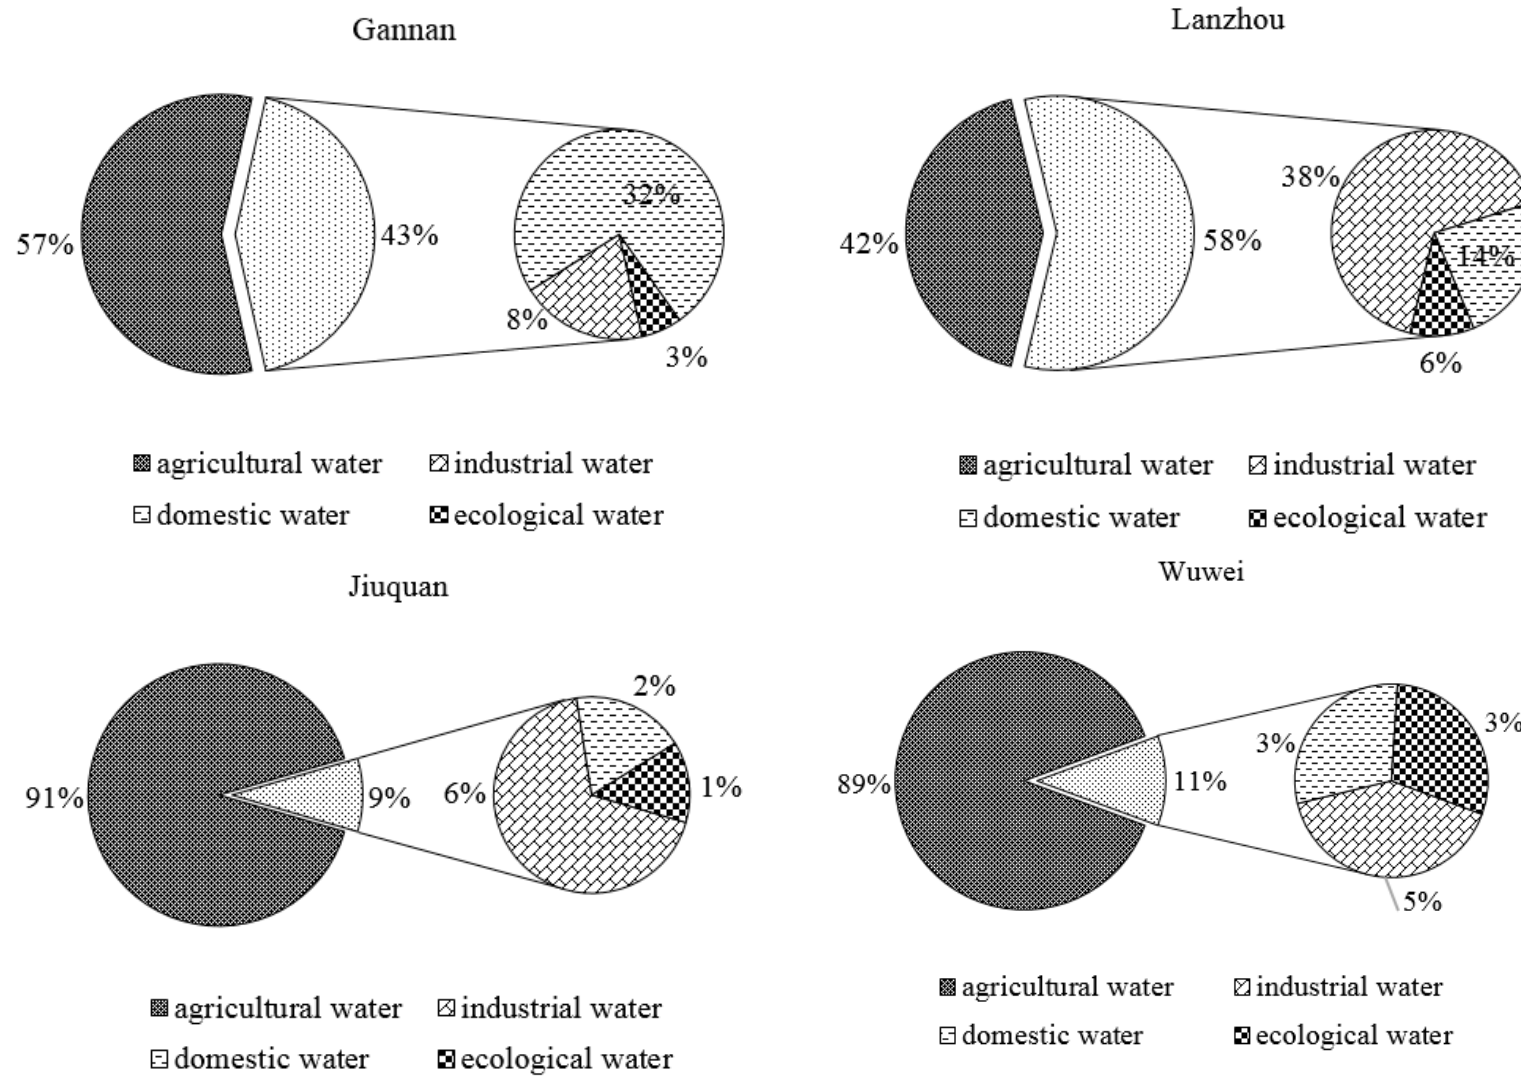 Gannan
57%
43%
32%
8%
3%
agricultural water
industrial water
domestic water
ecological water
Lanzhou
42%
58%
38%
14%
6%
agricultural water
industrial water
domestic water
ecological water
Jiuquan
91%
9%
6%
2%
1%
agricultural water
industrial water
domestic water
ecological water
Wuwei
89%
11%
3%
3%
5%
agricultural water
industrial water
domestic water
ecological water